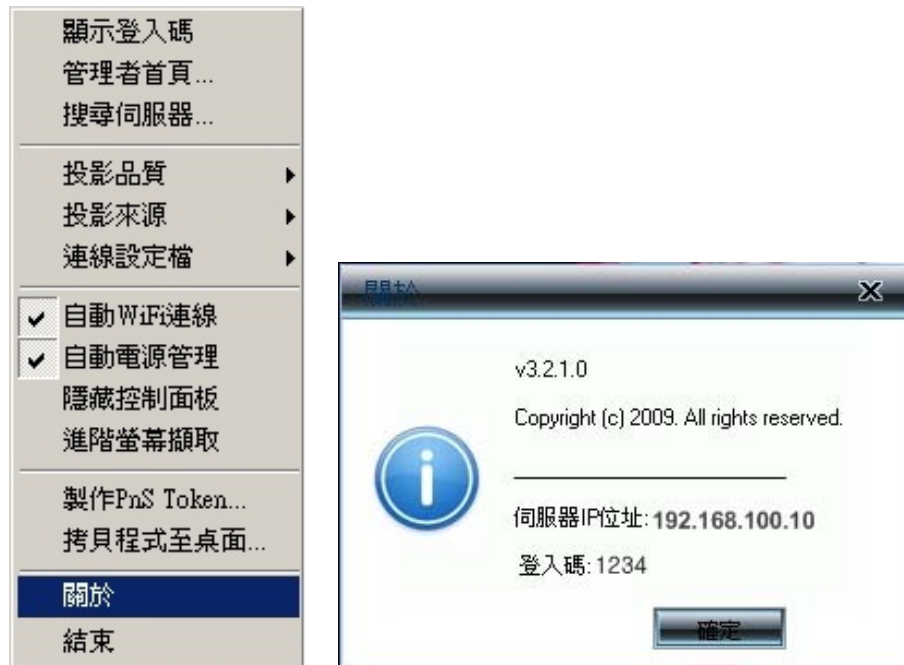 顯示登入碼
管理者首頁...
搜尋伺服器...
投影品質
投影來源
連線設定檔
自動WiFi連線
自動電源管理
隱藏控制面板
進階螢幕擷取
製作PnS Token...
拷貝程式至桌面...
關於
結束
關於
v3.2.1.0
Copyright (c) 2009. All rights reserved.
伺服器IP位址: 192.168.100.10
登入碼: 1234
確定